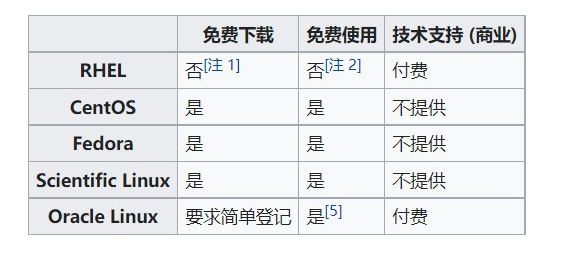 免费下载 免费使用 技术支持 (商业)
RHEL 否[注 1] 否[注 2] 付费
CentOS 是 是 不提供
Fedora 是 是 不提供
Scientific Linux 是 是 不提供
Oracle Linux 要求简单登记 是[5] 付费